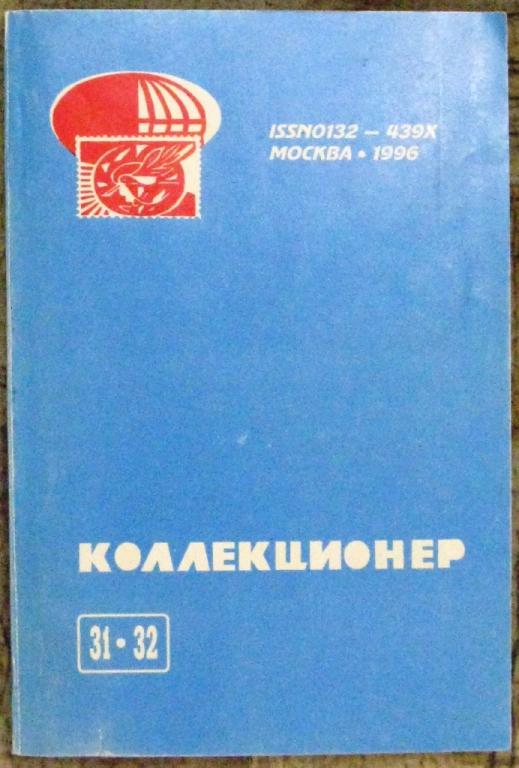 ISSN0132 – 439X
МОСКВА • 1996
КОЛЛЕКЦИОНЕР
31 • 32